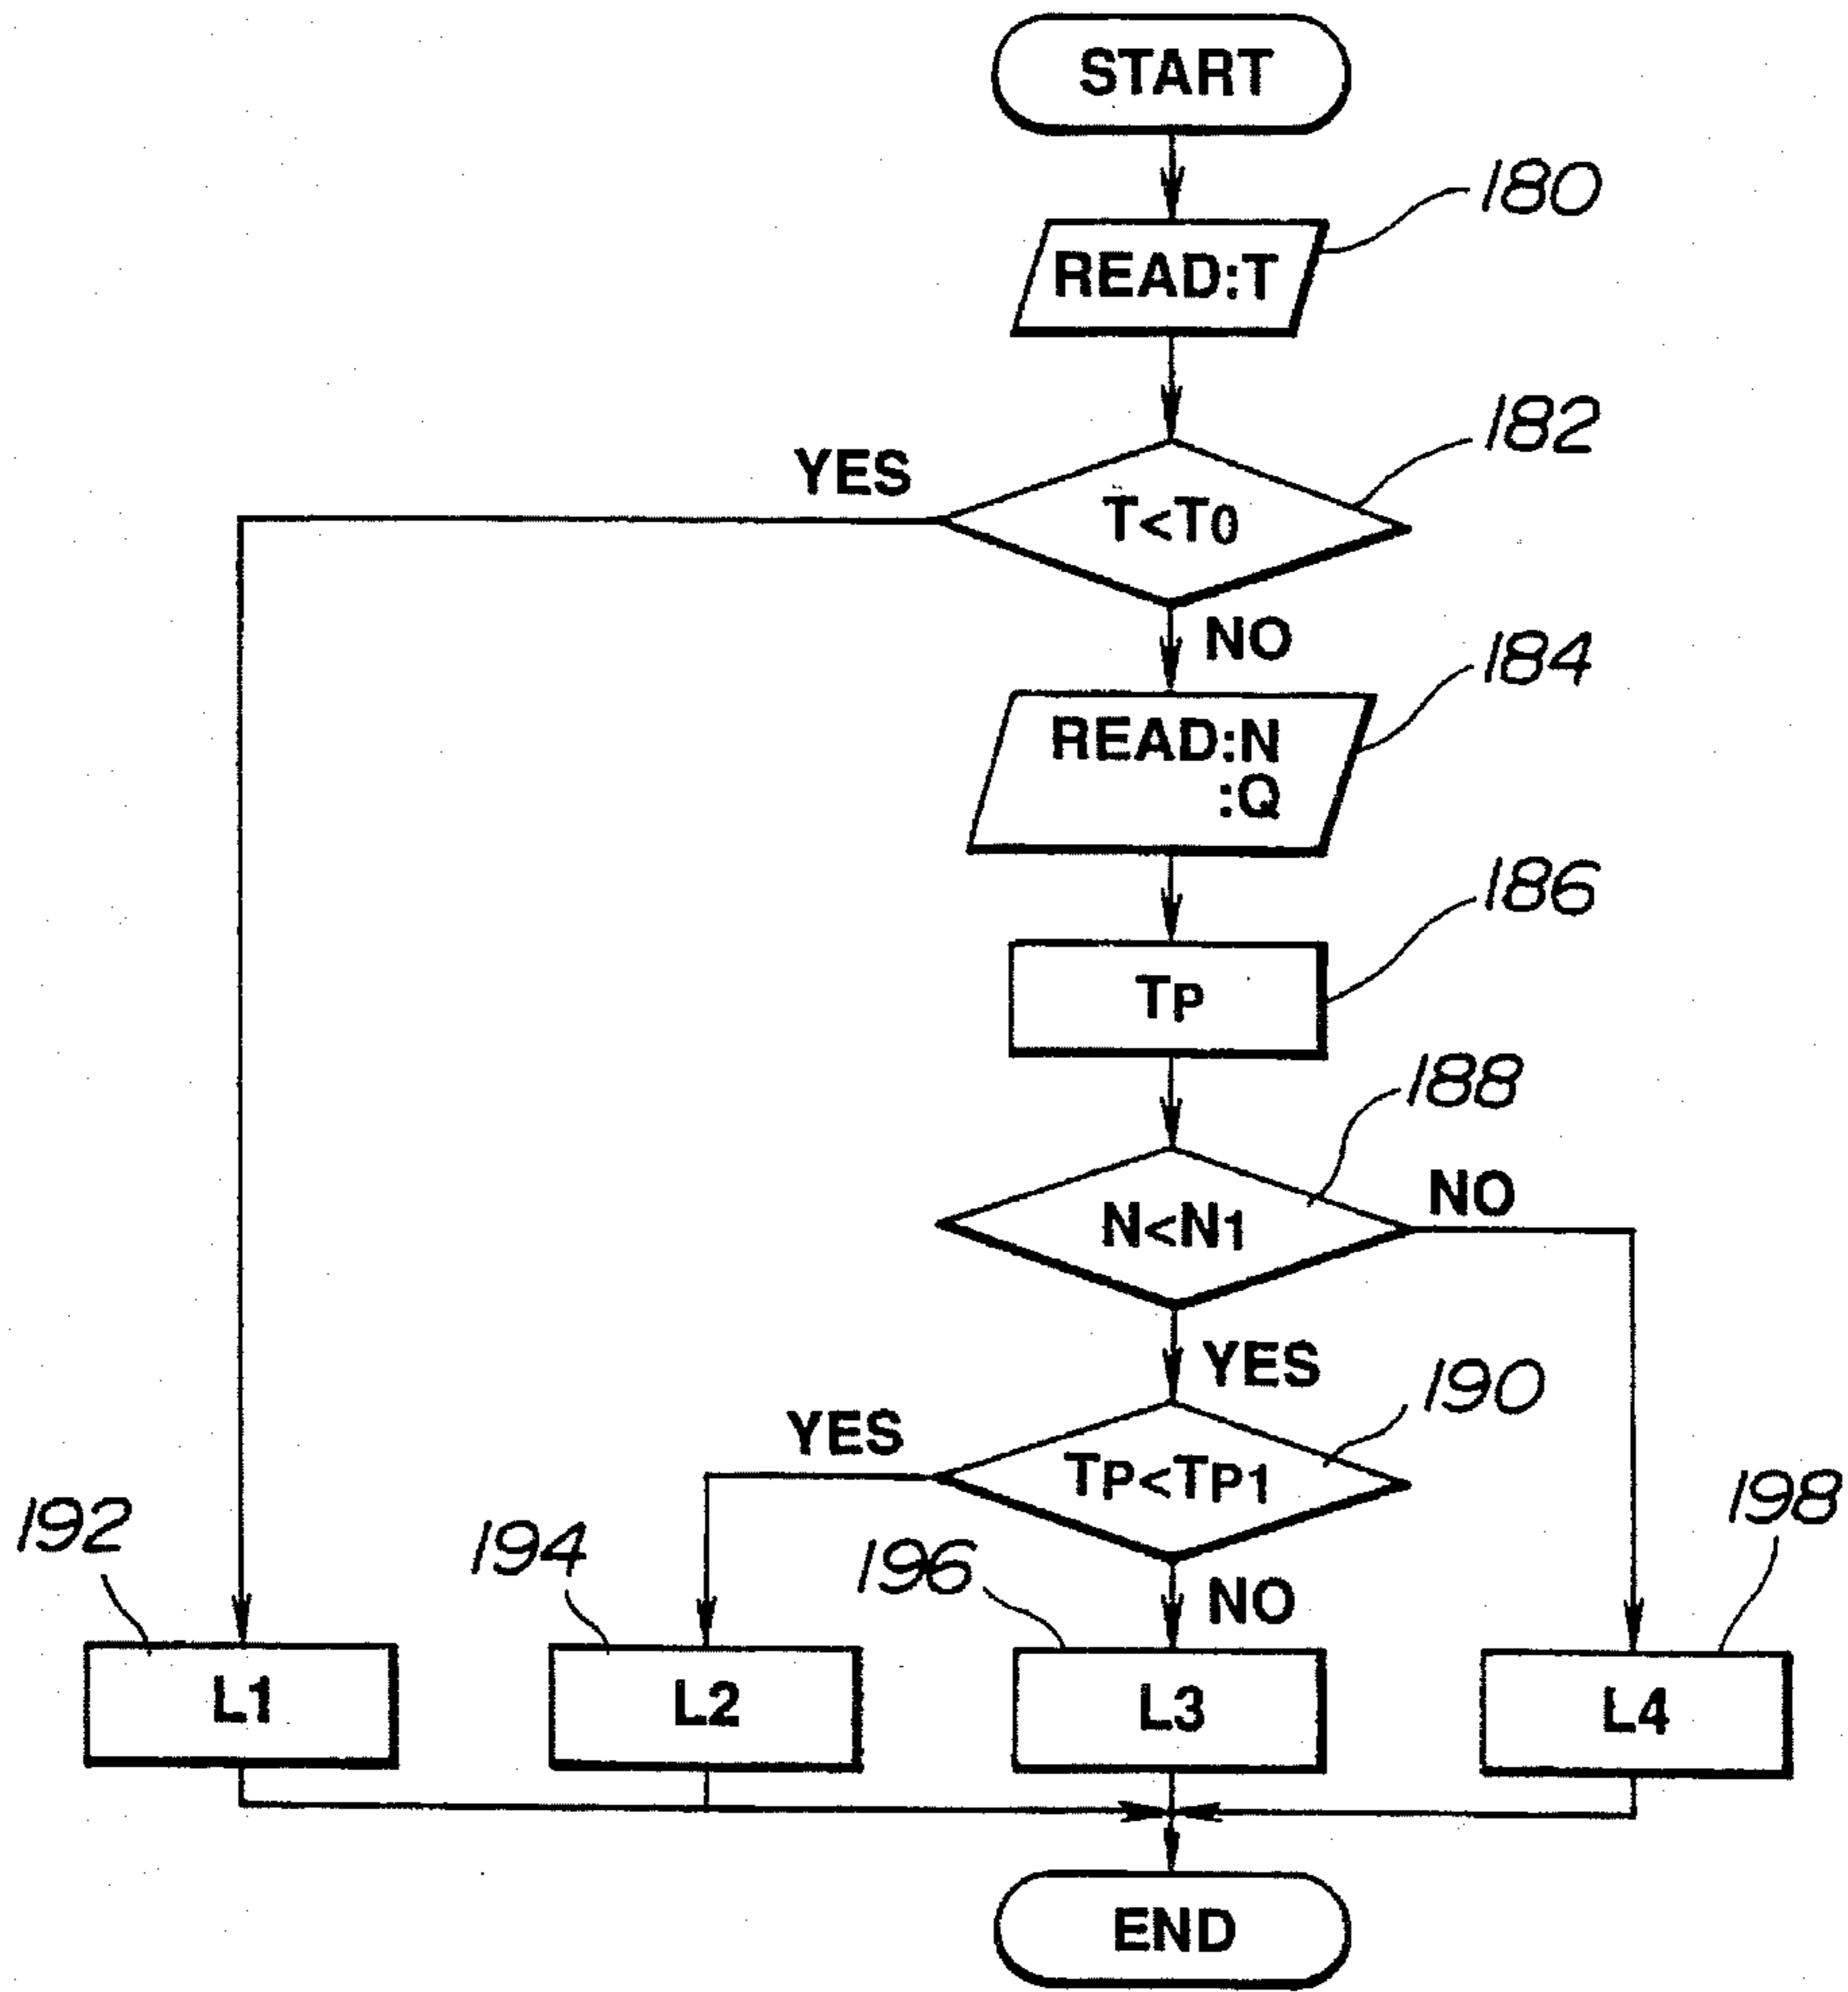 START
180
READ:T
182
YES
T<T0
NO
184
READ:N
:Q
186
TP
188
N<N1
NO
YES
190
YES
TP<TP1
192
194
196
NO
198
L1
L2
L3
L4
END